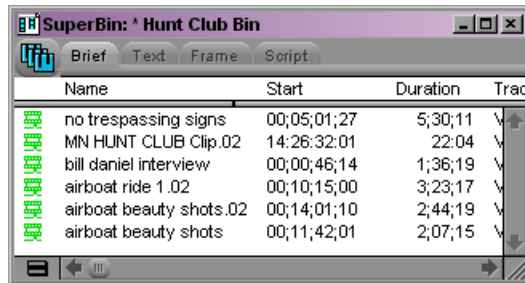 SuperBin: * Hunt Club Bin
Brief Text Frame Script
Name Start Duration Trac
no trespassing signs 00;05;01;27 5;30;11 V
MN HUNT CLUB Clip.02 14:26:32:01 22:04 V
bill daniel interview 00;00;46;14 1;36;19 V
airboat ride 1.02 00;10;15;00 3;23;17 V
airboat beauty shots.02 00;14;01;10 2;44;19 V
airboat beauty shots 00;11;42;01 2;07;15 V